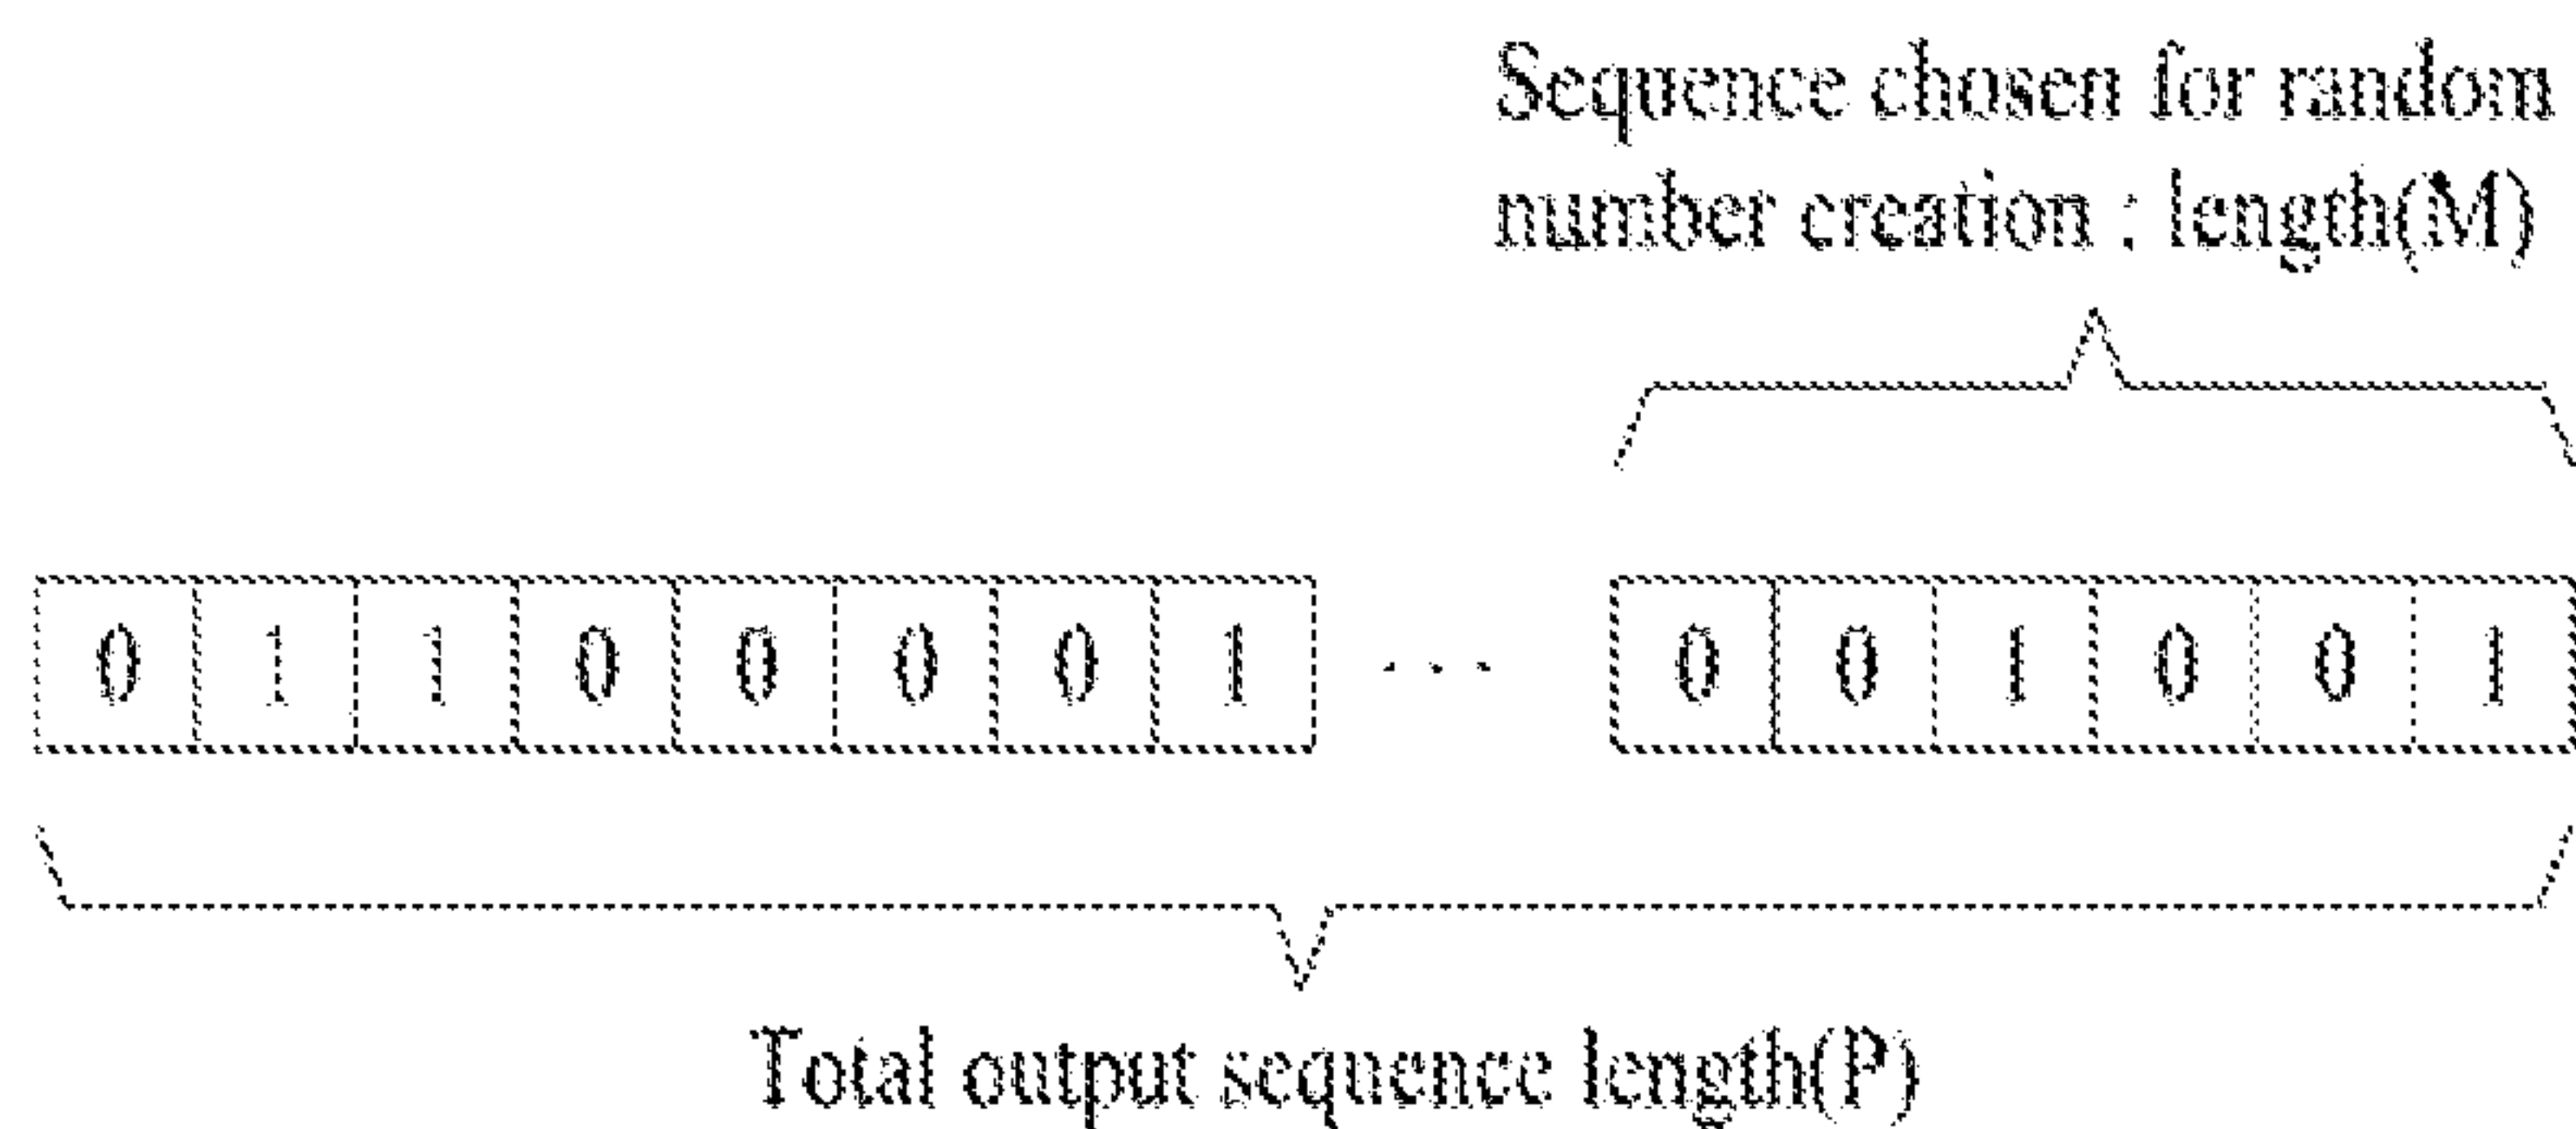 Sequence chosen for random
number creation : length(M)
0 1 1 0 0 0 0 1 ... 0 0 1 0 0 1
Total output sequence length(P)